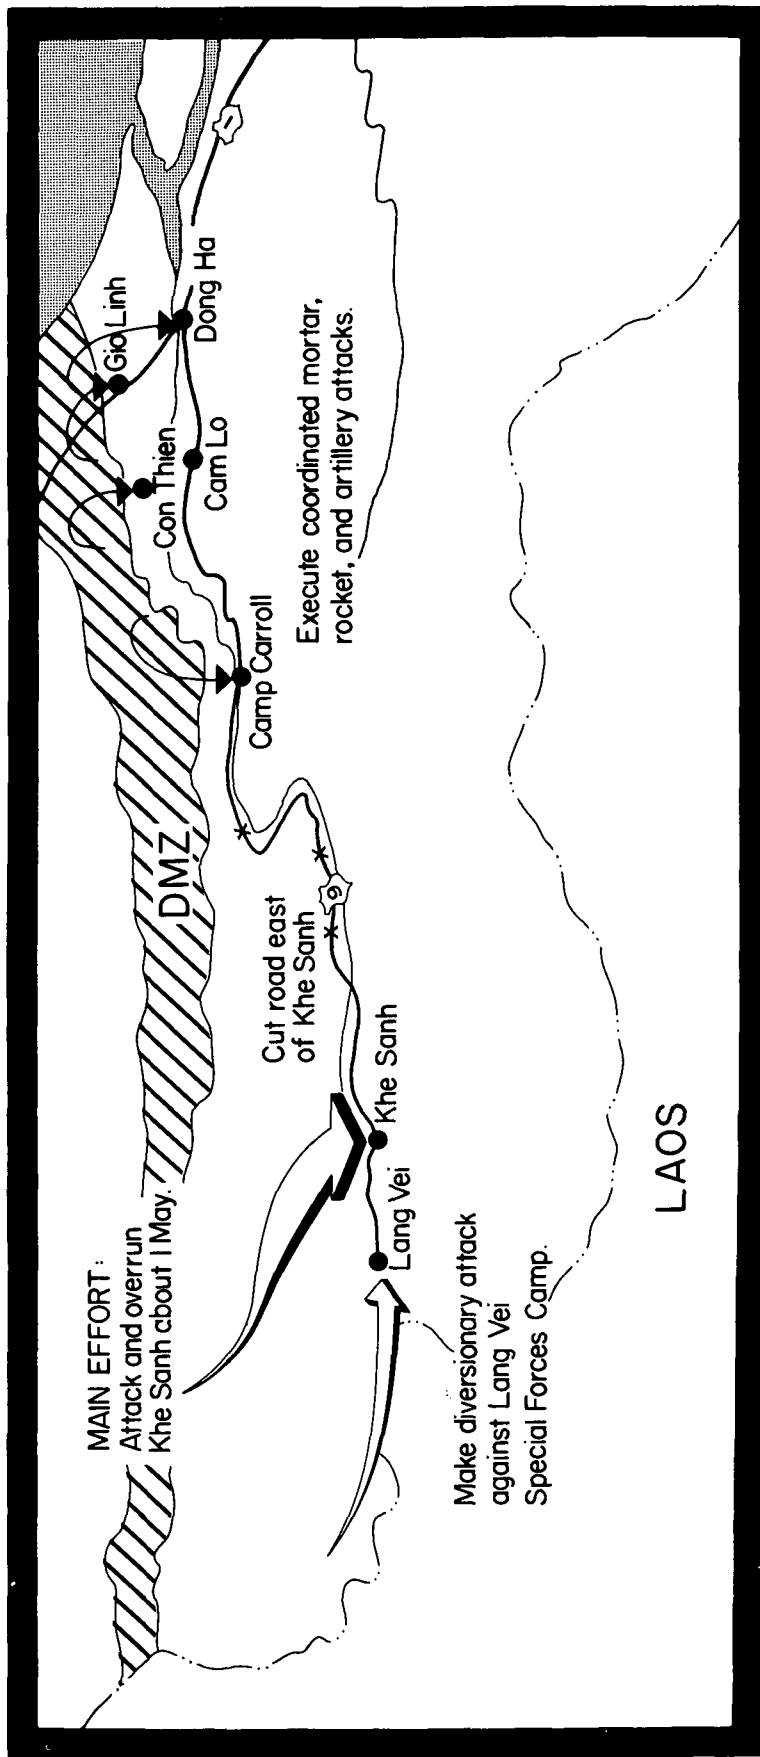 MAIN EFFORT:
Attack and overrun
Khe Sanh about 1 May.
DMZ
Con Thien
Gio Linh
Dong Ha
Cam Lo
Camp Carroll
1
Cut road east
of Khe Sanh
9
Execute coordinated mortar,
rocket, and artillery attacks.
Lang Vei
Khe Sanh
Make diversionary attack
against Lang Vei
Special Forces Camp.
LAOS